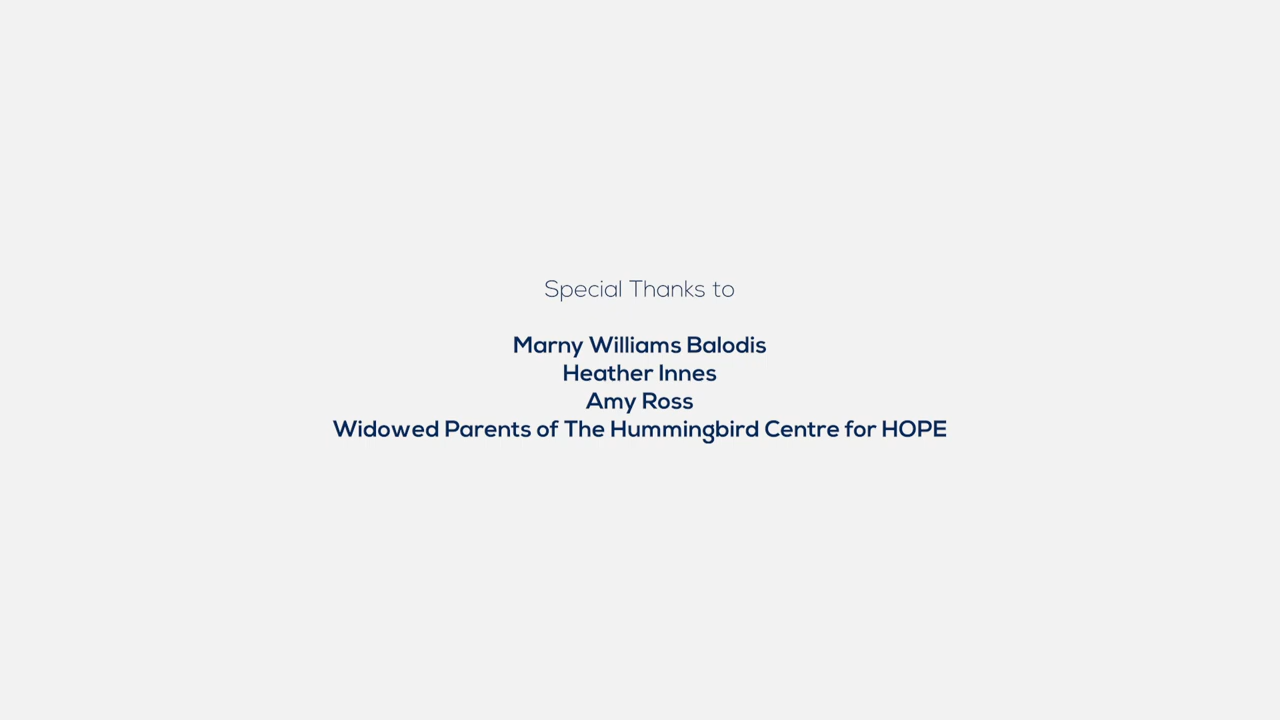 Special Thanks to
Marny Williams Balodis
Heather Innes
Amy Ross
Widowed Parents of The Hummingbird Centre for HOPE